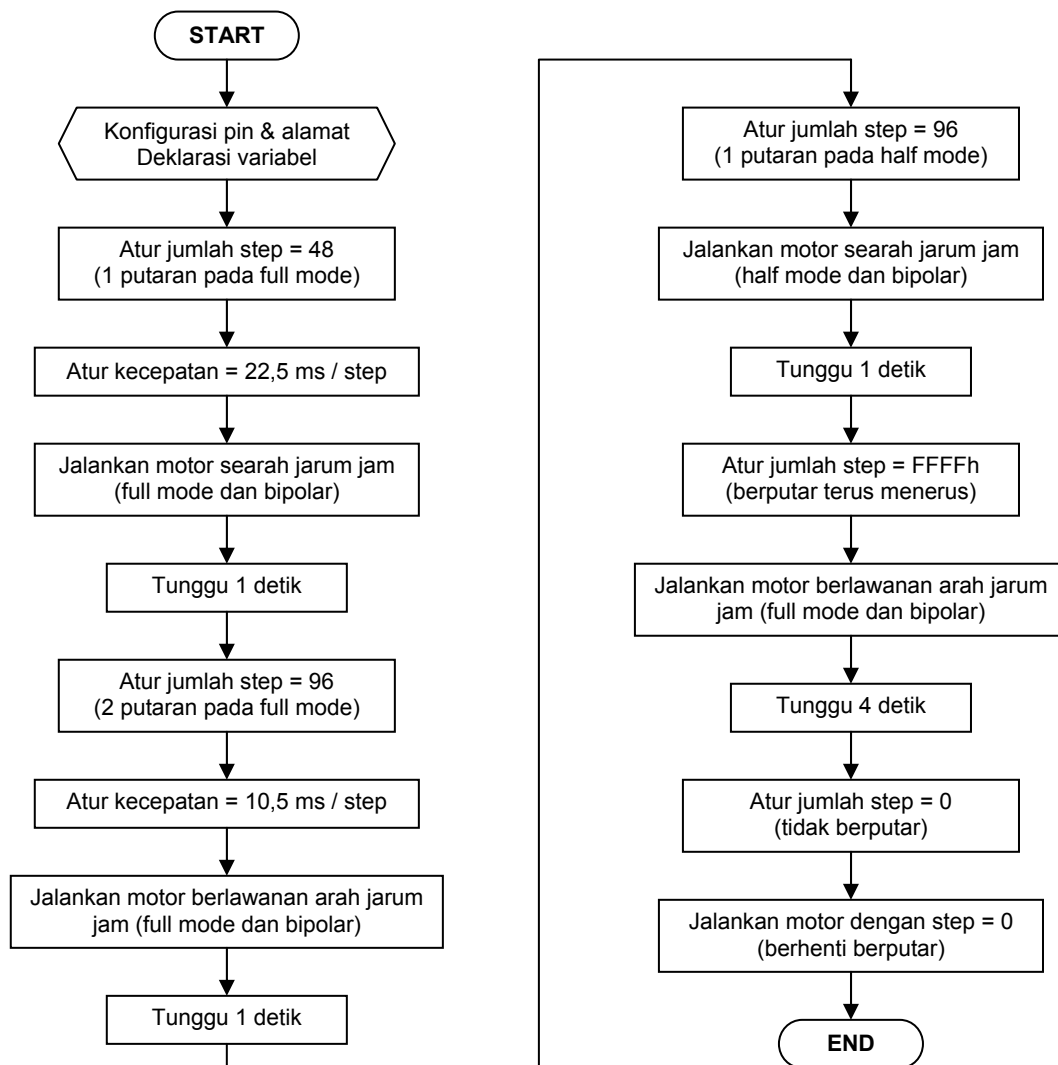 START
Konfigurasi pin & alamat
Deklarasi variabel
Atur jumlah step = 48
(1 putaran pada full mode)
Atur kecepatan = 22,5 ms / step
Jalankan motor searah jarum jam
(full mode dan bipolar)
Tunggu 1 detik
Atur jumlah step = 96
(2 putaran pada full mode)
Atur kecepatan = 10,5 ms / step
Jalankan motor berlawanan arah jarum
jam (full mode dan bipolar)
Tunggu 1 detik
Atur jumlah step = 96
(1 putaran pada half mode)
Jalankan motor searah jarum jam
(half mode dan bipolar)
Tunggu 1 detik
Atur jumlah step = FFFFh
(berputar terus menerus)
Jalankan motor berlawanan arah jarum
jam (full mode dan bipolar)
Tunggu 4 detik
Atur jumlah step = 0
(tidak berputar)
Jalankan motor dengan step = 0
(berhenti berputar)
END